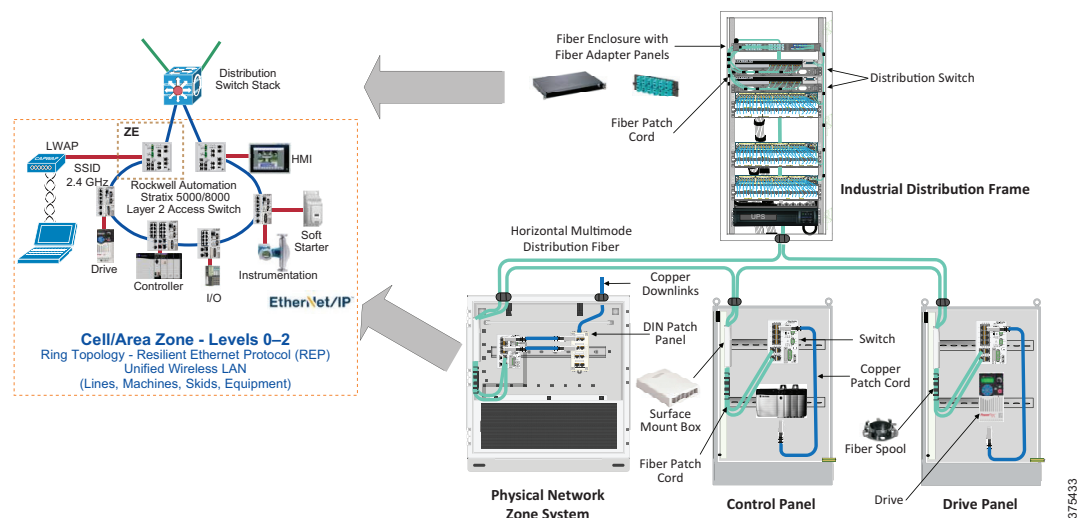 Distribution
Switch Stack
ZE
LWAP
SSID
2.4 GHz
HMI
Rockwell Automation
Stratix 5000/8000
Layer 2 Access Switch
Soft
Starter
Drive
Controller
I/O
Instrumentation
EtherNet/IP
Cell/Area Zone - Levels 0–2
Ring Topology - Resilient Ethernet Protocol (REP)
Unified Wireless LAN
(Lines, Machines, Skids, Equipment)
Fiber Enclosure with
Fiber Adapter Panels
Distribution Switch
Fiber Patch
Cord
UPS
Industrial Distribution Frame
Horizontal Multimode
Distribution Fiber
Copper
Downlinks
DIN Patch
Panel
Surface
Mount Box
Fiber Patch
Cord
Switch
Copper
Patch Cord
Fiber Spool
Drive
Physical Network
Zone System
Control Panel
Drive Panel
375433